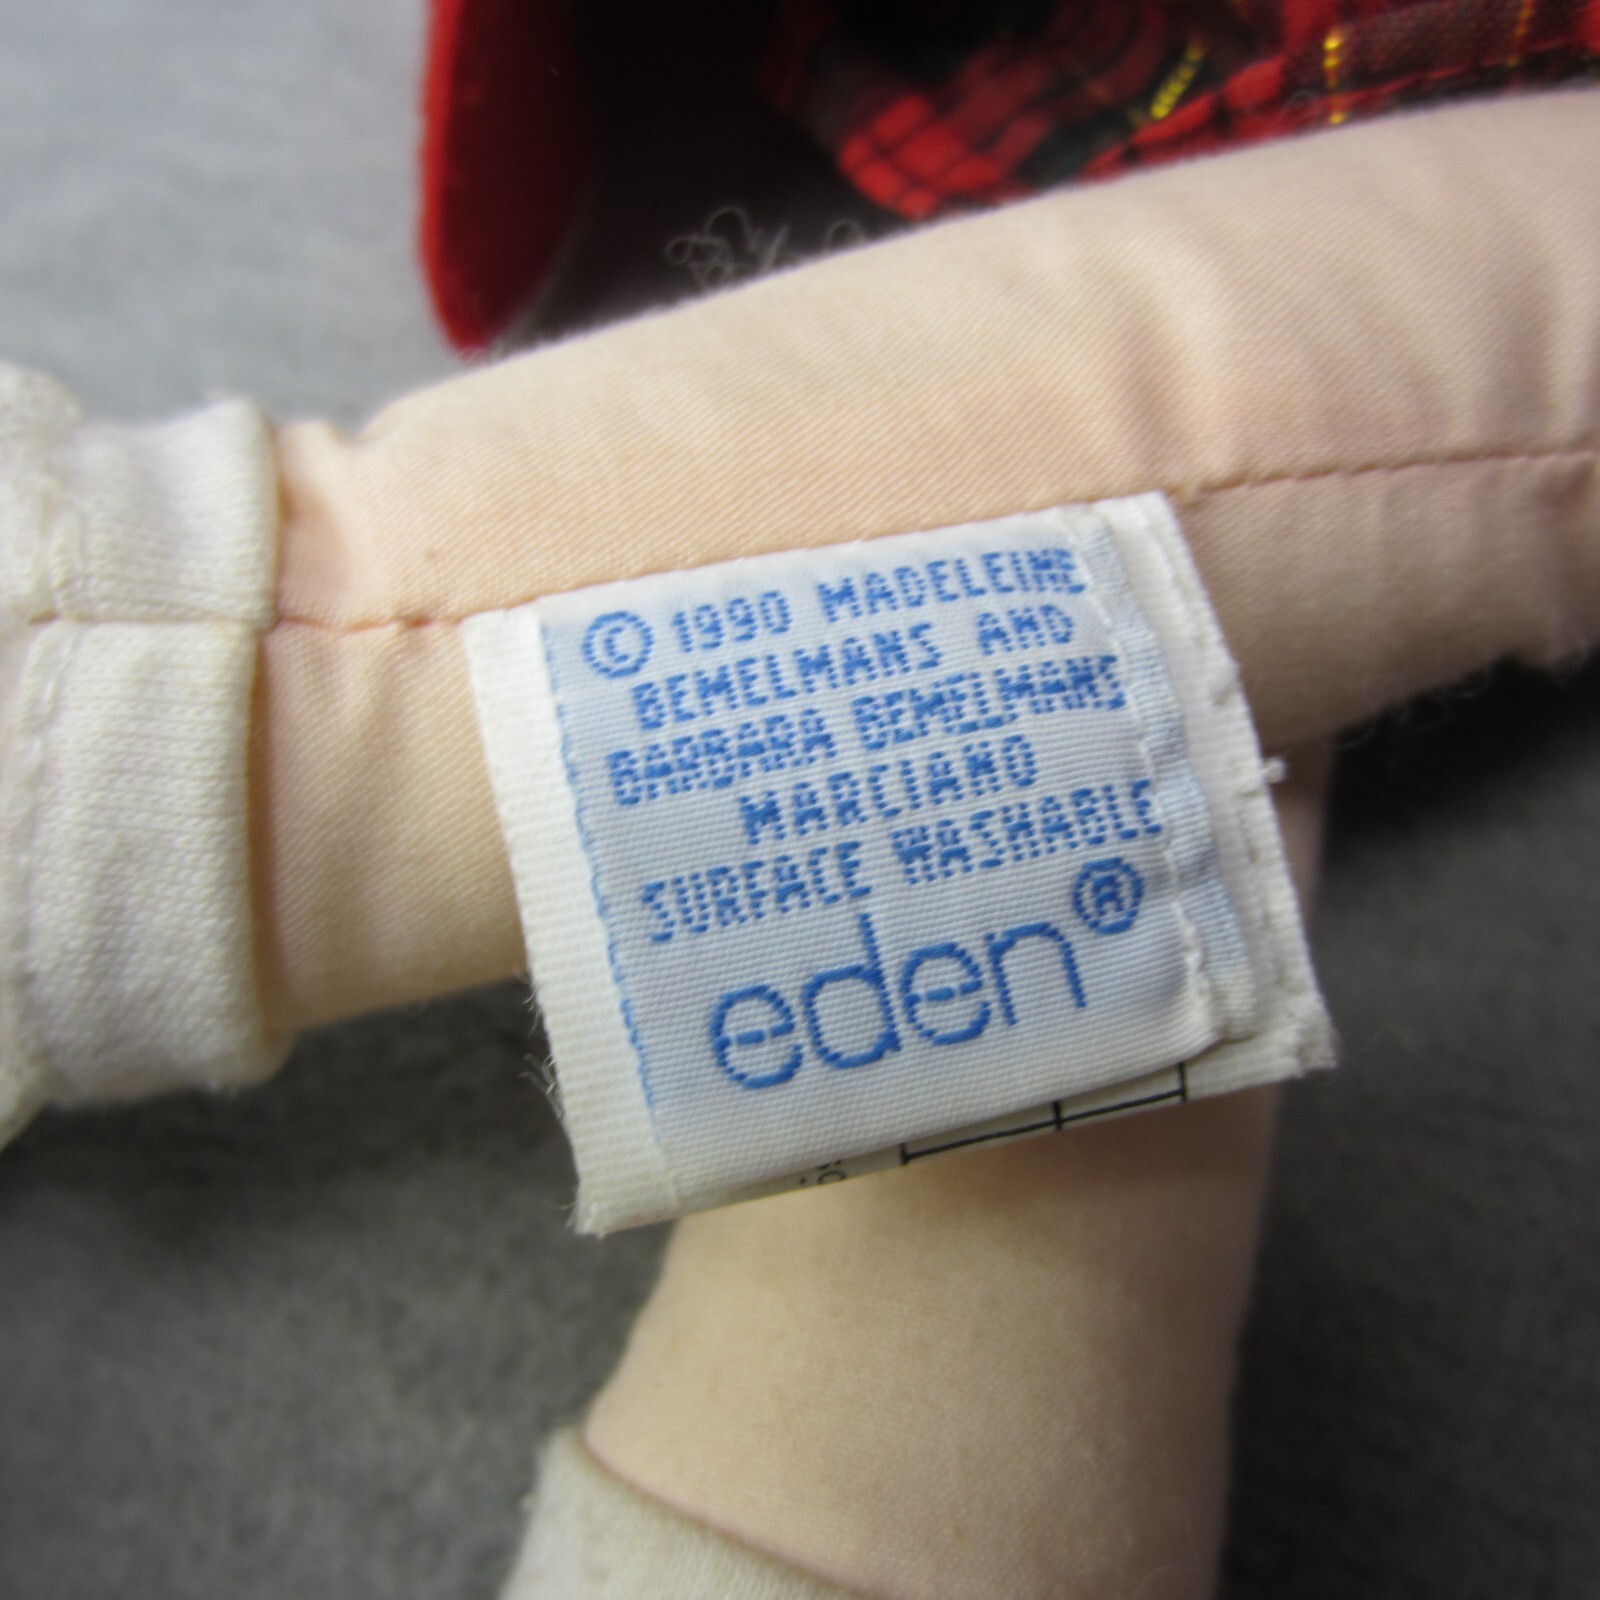 © 1990 MADELEINE
BEMELMANS AND
BARBARA BEMELMANS
MARCIANO
SURFACE WASHABLE
eden®